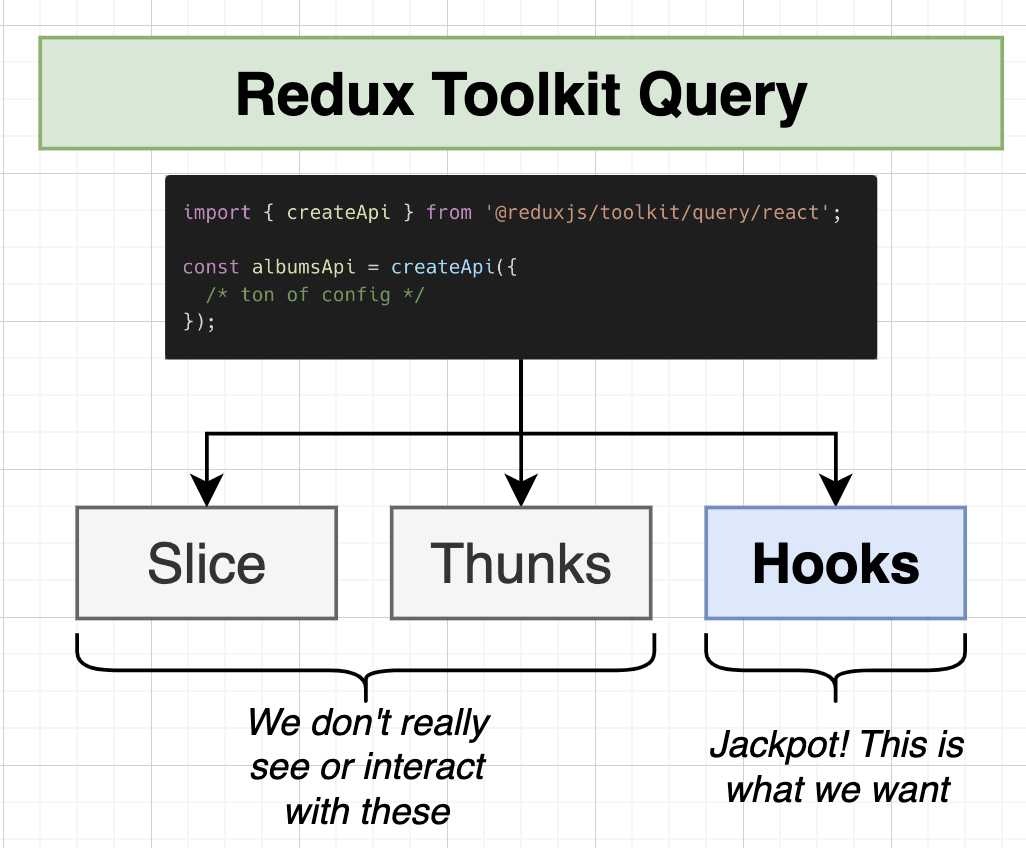 Redux Toolkit Query
import { createApi } from '@reduxjs/toolkit/query/react';
const albumsApi = createApi({
/* ton of config */
});
Slice
Thunks
Hooks
We don't really
see or interact
with these
Jackpot! This is
what we want